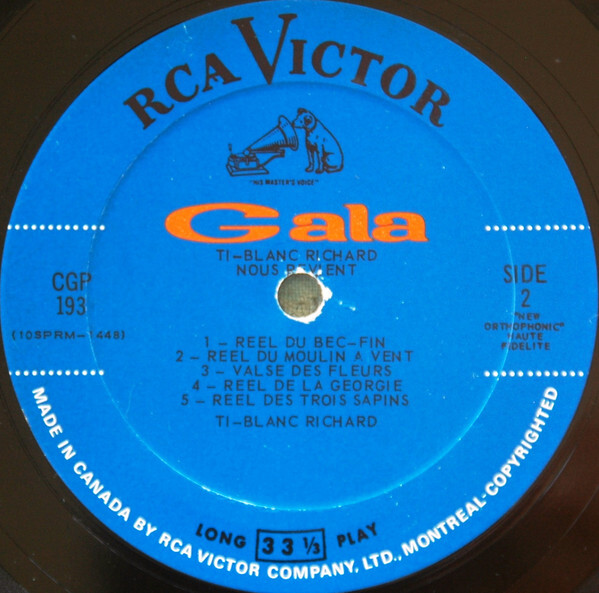 RCA VICTOR
"HIS MASTER'S VOICE"
Gala
TI-BLANC RICHARD
NOUS REVIENT
CGP
193
(10SPRM-1448)
SIDE
2
"NEW
ORTHOPHONIC"
HAUTE
FIDELITE
1 - REEL DU BEC-FIN
2 - REEL DU MOULIN A VENT
3 - VALSE DES FLEURS
4 - REEL DE LA GEORGIE
5 - REEL DES TROIS SAPINS
TI-BLANC RICHARD
LONG 33 1/3 PLAY
MADE IN CANADA BY RCA VICTOR COMPANY, LTD., MONTREAL-COPYRIGHTED